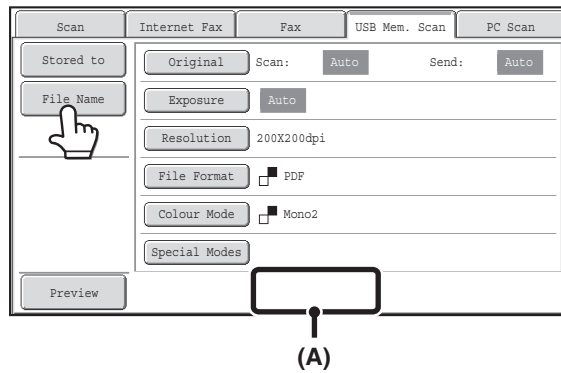 Scan Internet Fax Fax USB Mem. Scan PC Scan
Stored to Original Scan: Auto Send: Auto
File Name Exposure Auto
Resolution 200X200dpi
File Format PDF
Colour Mode Mono2
Special Modes
Preview
(A)